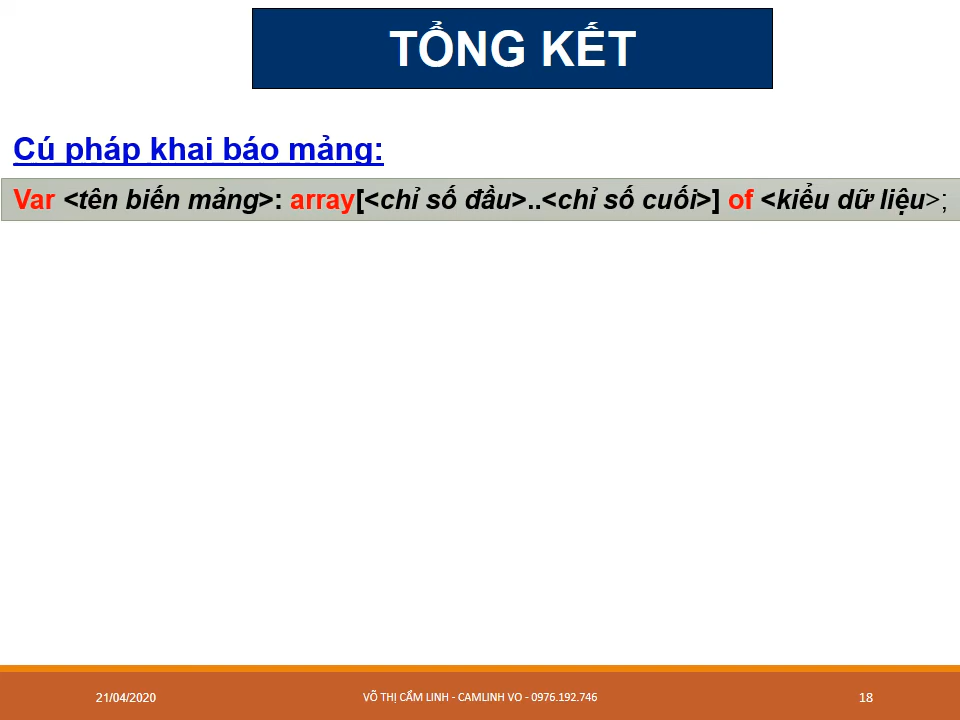 TỔNG KẾT
Cú pháp khai báo mảng:
Var <tên biến mảng>: array[<chỉ số đầu>..<chỉ số cuối>] of <kiểu dữ liệu>;
21/04/2020
VÕ THỊ CẨM LINH - CAMLINH VO - 0976.192.746
18